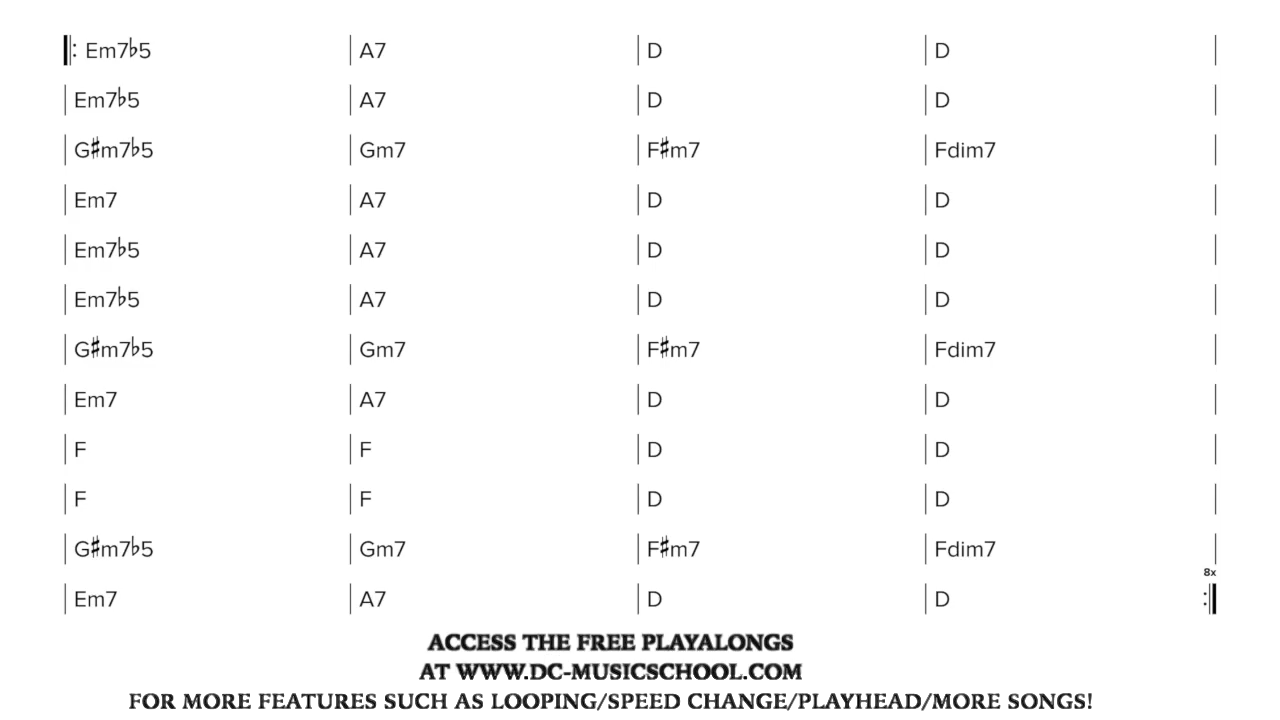 𝄆 Em7♭5 | A7 | D | D |
| Em7♭5 | A7 | D | D |
| G♯m7♭5 | Gm7 | F♯m7 | Fdim7 |
| Em7 | A7 | D | D |
| Em7♭5 | A7 | D | D |
| Em7♭5 | A7 | D | D |
| G♯m7♭5 | Gm7 | F♯m7 | Fdim7 |
| Em7 | A7 | D | D |
| F | F | D | D |
| F | F | D | D |
| G♯m7♭5 | Gm7 | F♯m7 | Fdim7 |
8x
| Em7 | A7 | D | D 𝄇
ACCESS THE FREE PLAYALONGS
AT WWW.DC-MUSICSCHOOL.COM
FOR MORE FEATURES SUCH AS LOOPING/SPEED CHANGE/PLAYHEAD/MORE SONGS!